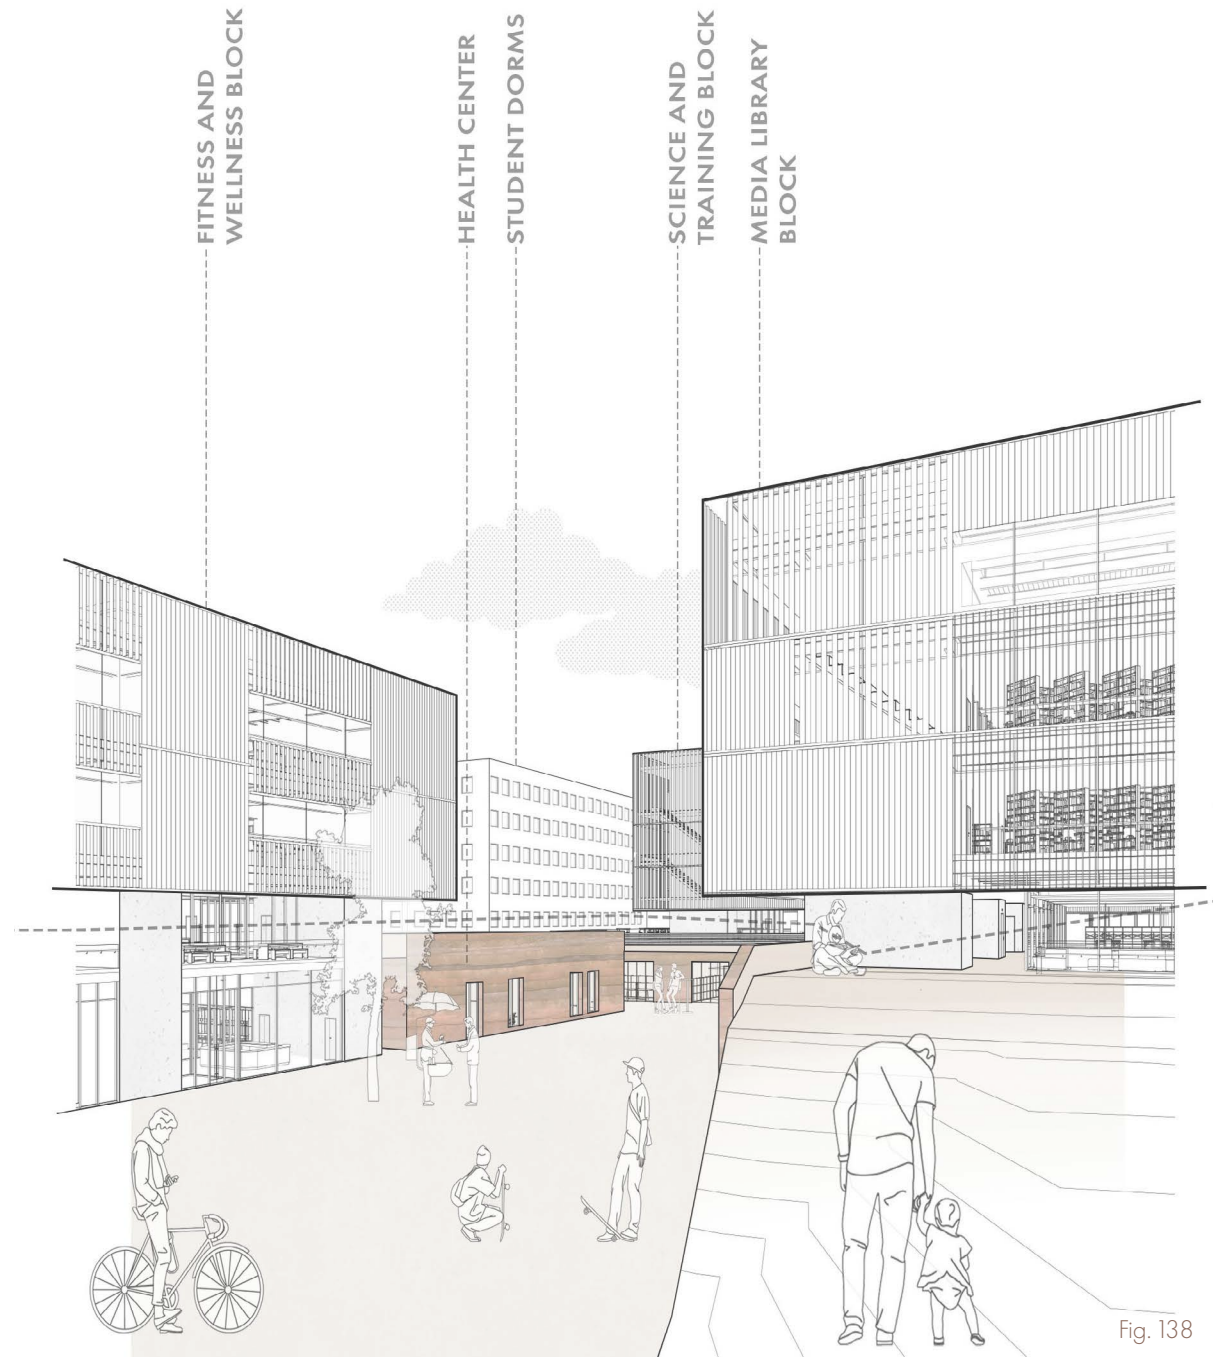 FITNESS AND
WELLNESS BLOCK
HEALTH CENTER
STUDENT DORMS
SCIENCE AND
TRAINING BLOCK
MEDIA LIBRARY
BLOCK
Fig. 138